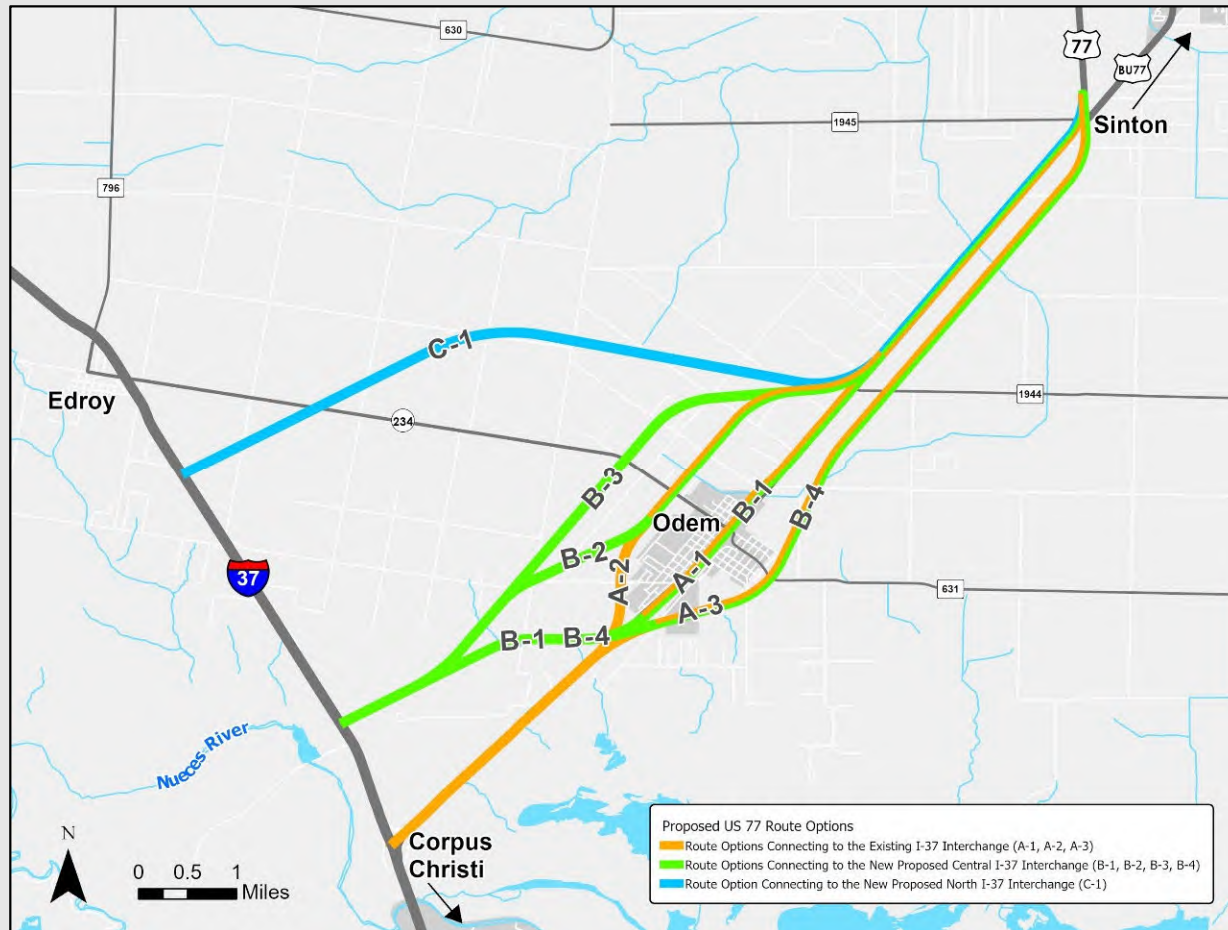 630
77
BU77
Sinton
1945
796
C-1
Edroy
1944
234
B-3
Odem
B-1
B-4
B-2
A-1
A-2
A-3
37
631
B-1
B-4
Nueces River
Corpus
Christi
N
0 0.5 1
Miles
Proposed US 77 Route Options
Route Options Connecting to the Existing I-37 Interchange (A-1, A-2, A-3)
Route Options Connecting to the New Proposed Central I-37 Interchange (B-1, B-2, B-3, B-4)
Route Option Connecting to the New Proposed North I-37 Interchange (C-1)